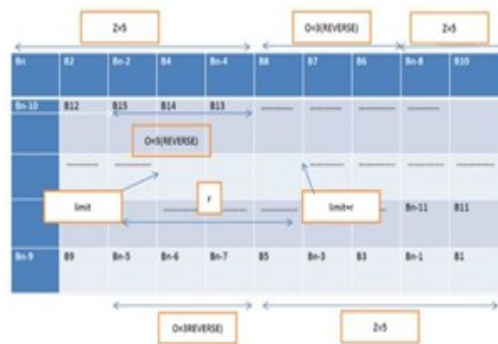 Z=5 O=3(REVERSE) Z=5
Bn B2 Bn-2 B4 Bn-4 B8 B7 B6 Bn-8 B10
Bn-10 B12 B15 B14 B13
O=3(REVERSE)
limit r limit+r Bn-11 B11
Bn-9 B9 Bn-5 Bn-6 Bn-7 B5 Bn-3 B3 Bn-1 B1
O=3REVERSE) Z=5